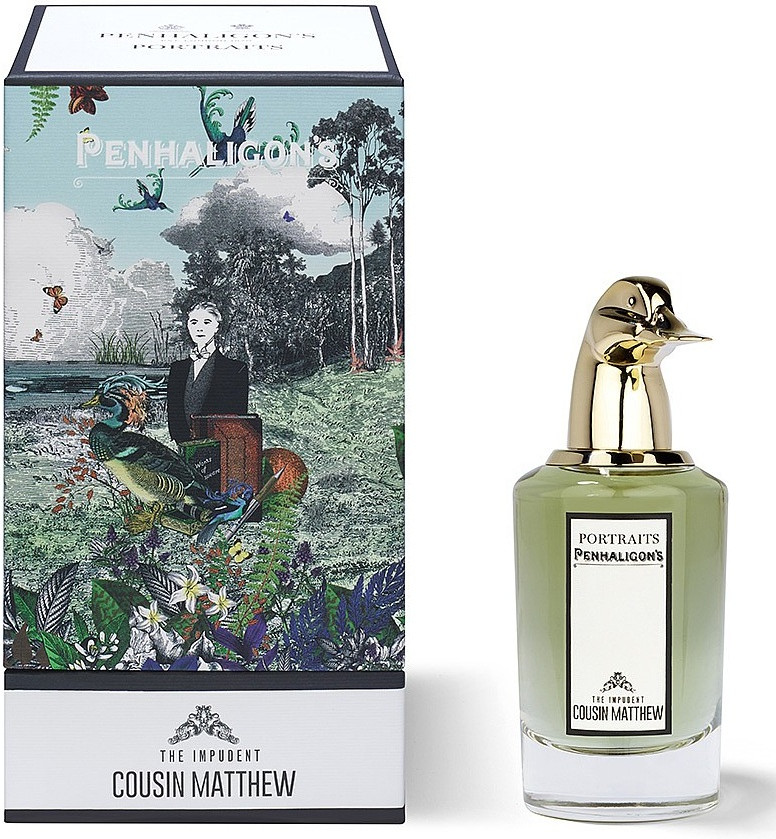 PENHALIGON'S
PORTRAITS
PENHALIGON'S
THE IMPUDENT
COUSIN MATTHEW
PORTRAITS
PENHALIGON'S
THE IMPUDENT
COUSIN MATTHEW